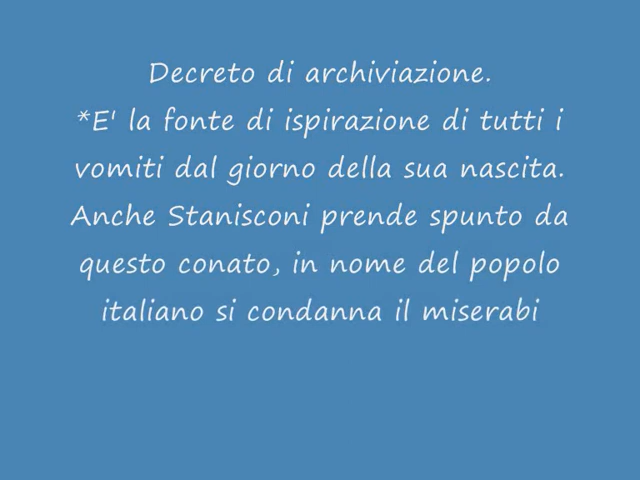 Decreto di archiviazione.
*E' la fonte di ispirazione di tutti i
vomiti dal giorno della sua nascita.
Anche Stanisconi prende spunto da
questo conato, in nome del popolo
italiano si condanna il miserabi